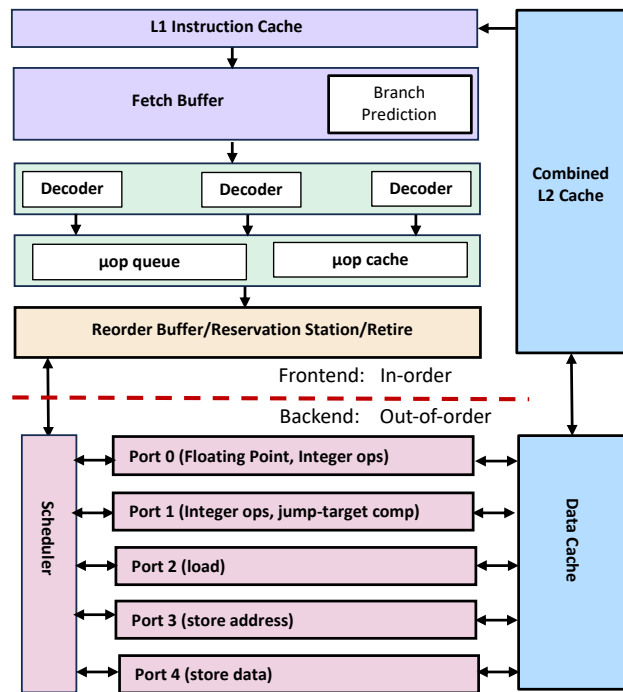 L1 Instruction Cache
Fetch Buffer
Branch
Prediction
Combined
L2 Cache
Decoder
Decoder
Decoder
μop queue
μop cache
Reorder Buffer/Reservation Station/Retire
Frontend: In-order
Backend: Out-of-order
Scheduler
Port 0 (Floating Point, Integer ops)
Port 1 (Integer ops, jump-target comp)
Port 2 (load)
Port 3 (store address)
Port 4 (store data)
Data Cache